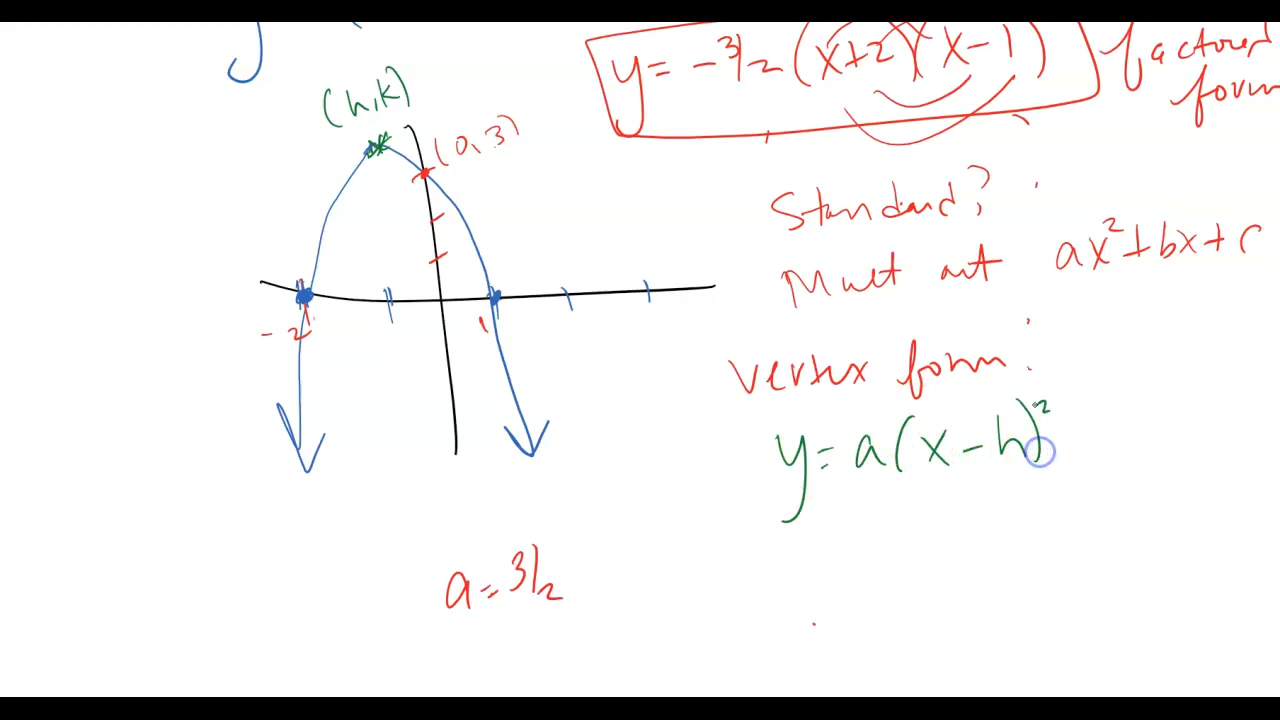 y = -3/2 (x+2)(x-1) factored
form
(h,k)
(0,3)
Standard?
Mult out ax²+bx+c
-2
1
vertex form:
y = a(x-h)²
a = 3/2